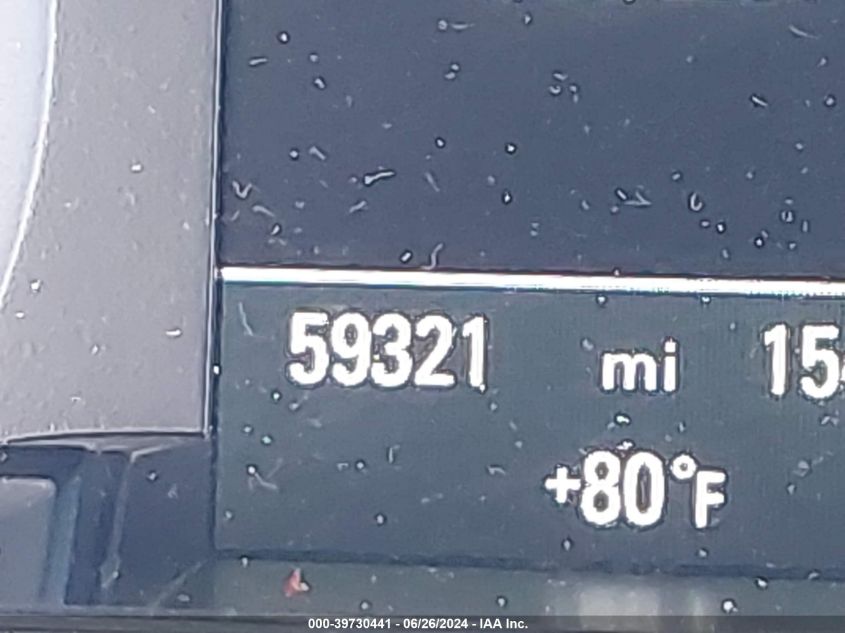 59321 mi
+80°F
000-39730441 - 06/26/2024 - IAA Inc.